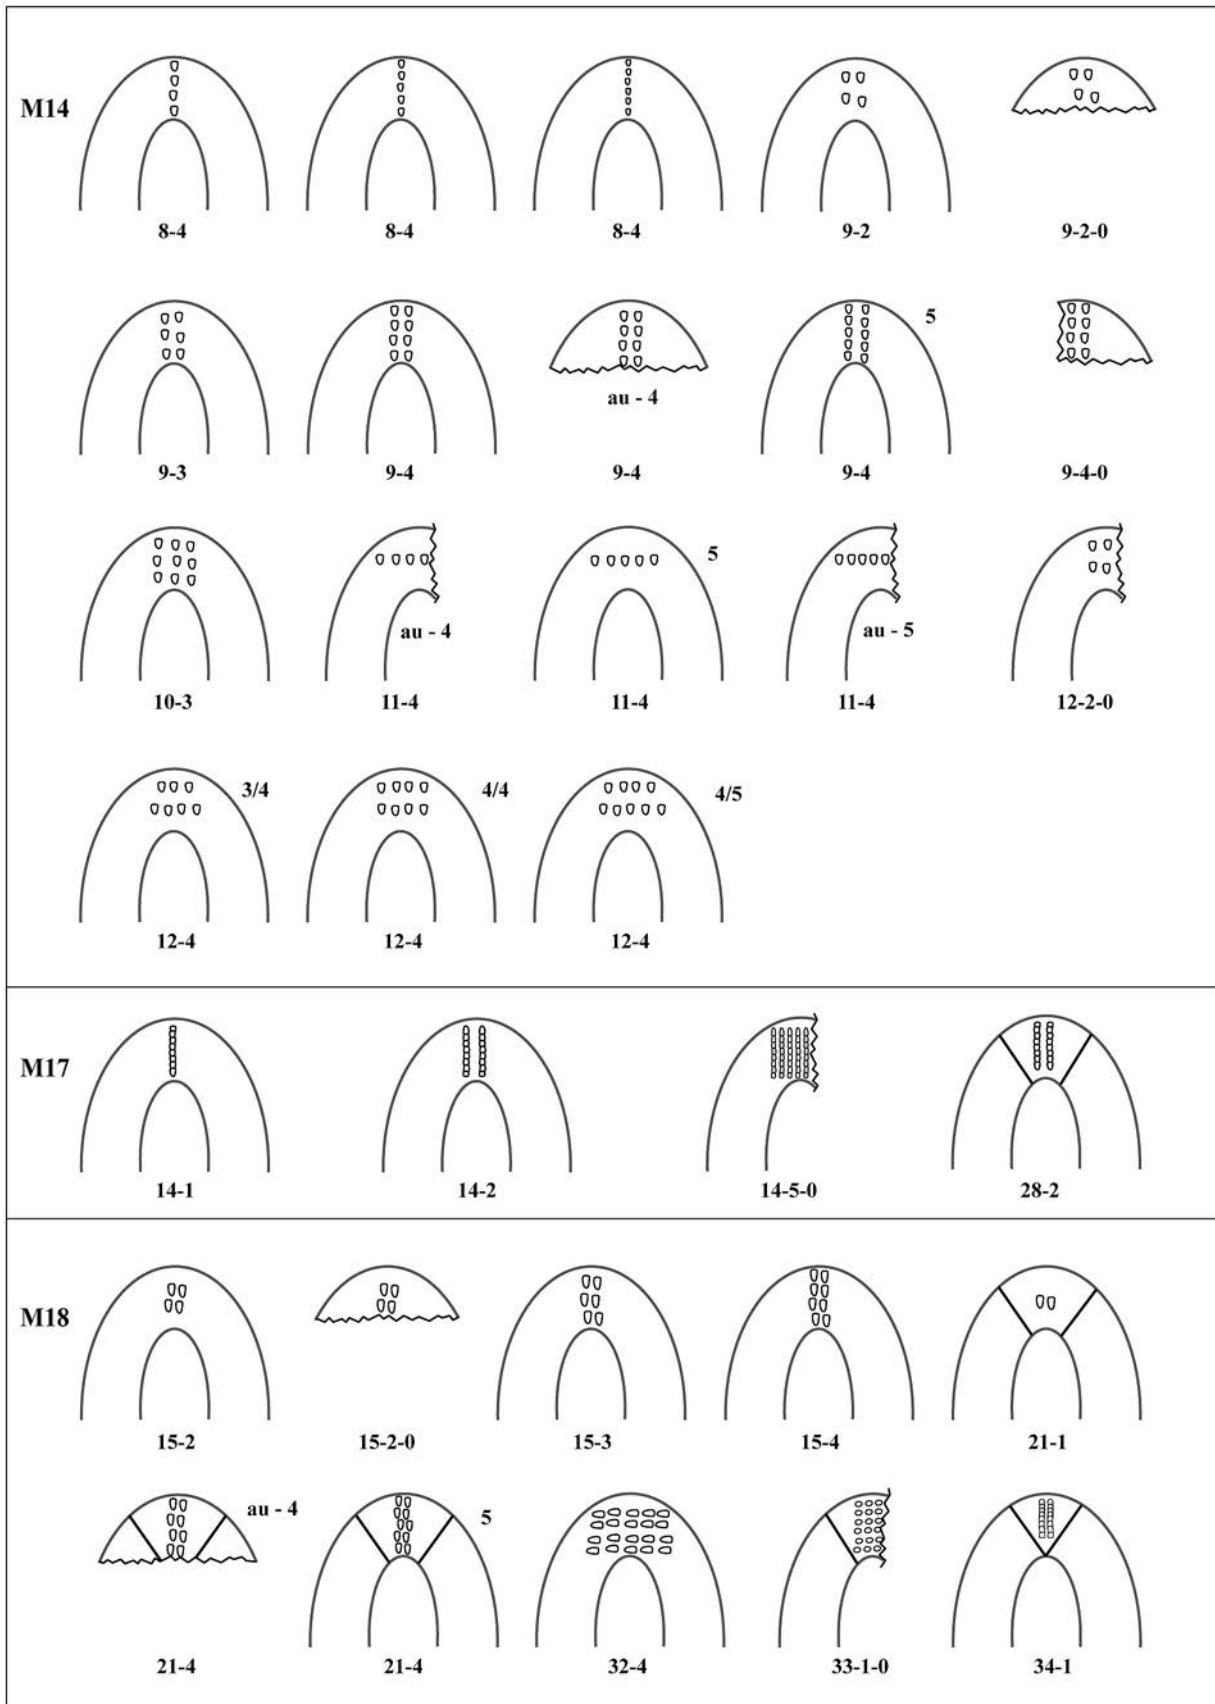 M14
8-4 8-4 8-4 9-2 9-2-0
5
au - 4
9-3 9-4 9-4 9-4 9-4-0
5
au - 4 au - 5
10-3 11-4 11-4 11-4 12-2-0
3/4 4/4 4/5
12-4 12-4 12-4
M17
14-1 14-2 14-5-0 28-2
M18
15-2 15-2-0 15-3 15-4 21-1
au - 4 5
21-4 21-4 32-4 33-1-0 34-1